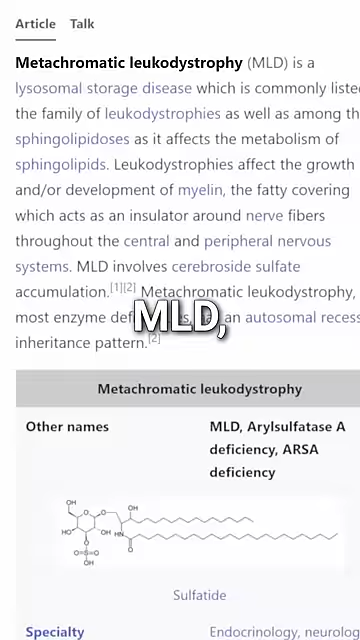 Article Talk
Metachromatic leukodystrophy (MLD) is a
lysosomal storage disease which is commonly liste
the family of leukodystrophies as well as among th
sphingolipidoses as it affects the metabolism of
sphingolipids. Leukodystrophies affect the growth
and/or development of myelin, the fatty covering
which acts as an insulator around nerve fibers
throughout the central and peripheral nervous
systems. MLD involves cerebroside sulfate
accumulation.[1][2] Metachromatic leukodystrophy,
MLD,
most enzyme an autosomal recess
inheritance pattern.[2]
Metachromatic leukodystrophy
Other names MLD, Arylsulfatase A
deficiency, ARSA
deficiency
OH
O O OH
HO OH HN
O O
O=S=O
OH
Sulfatide
Specialty Endocrinology, neurolog